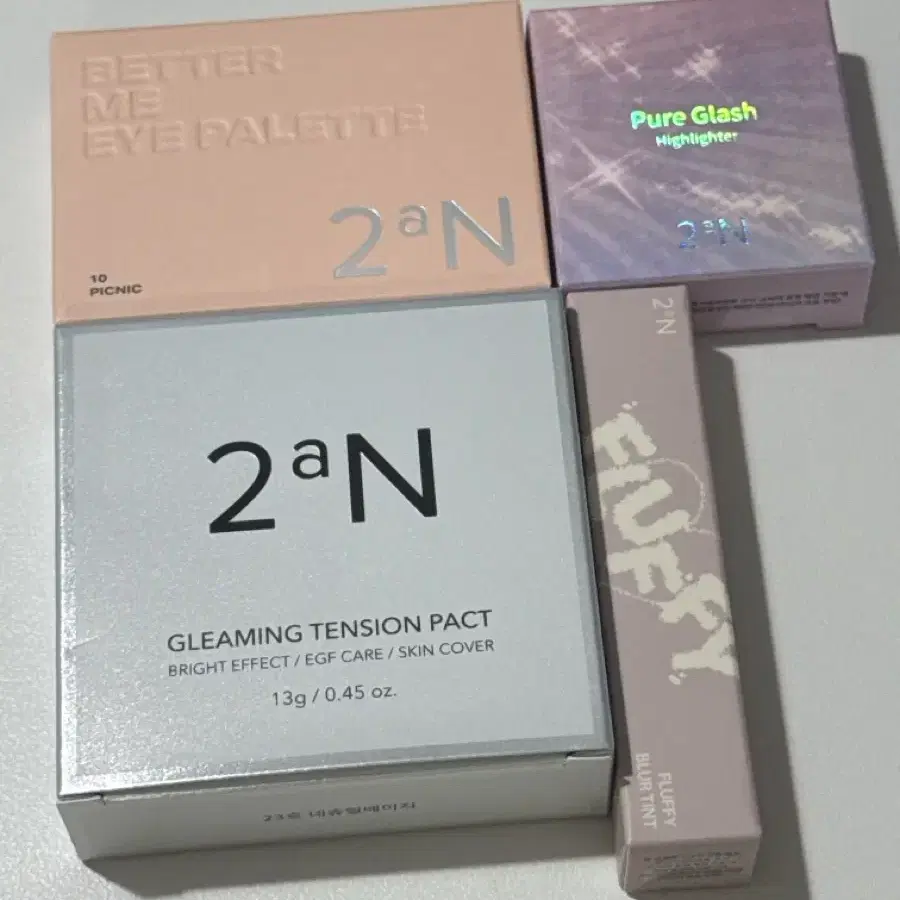 BETTER
ME
EYE PALETTE
2aN
10
PICNIC
Pure Glash
Highlighter
2aN
2aN
GLEAMING TENSION PACT
BRIGHT EFFECT / EGF CARE / SKIN COVER
13g / 0.45 oz.
2aN
"FLUFFY"
FLUFFY
BLUR TINT